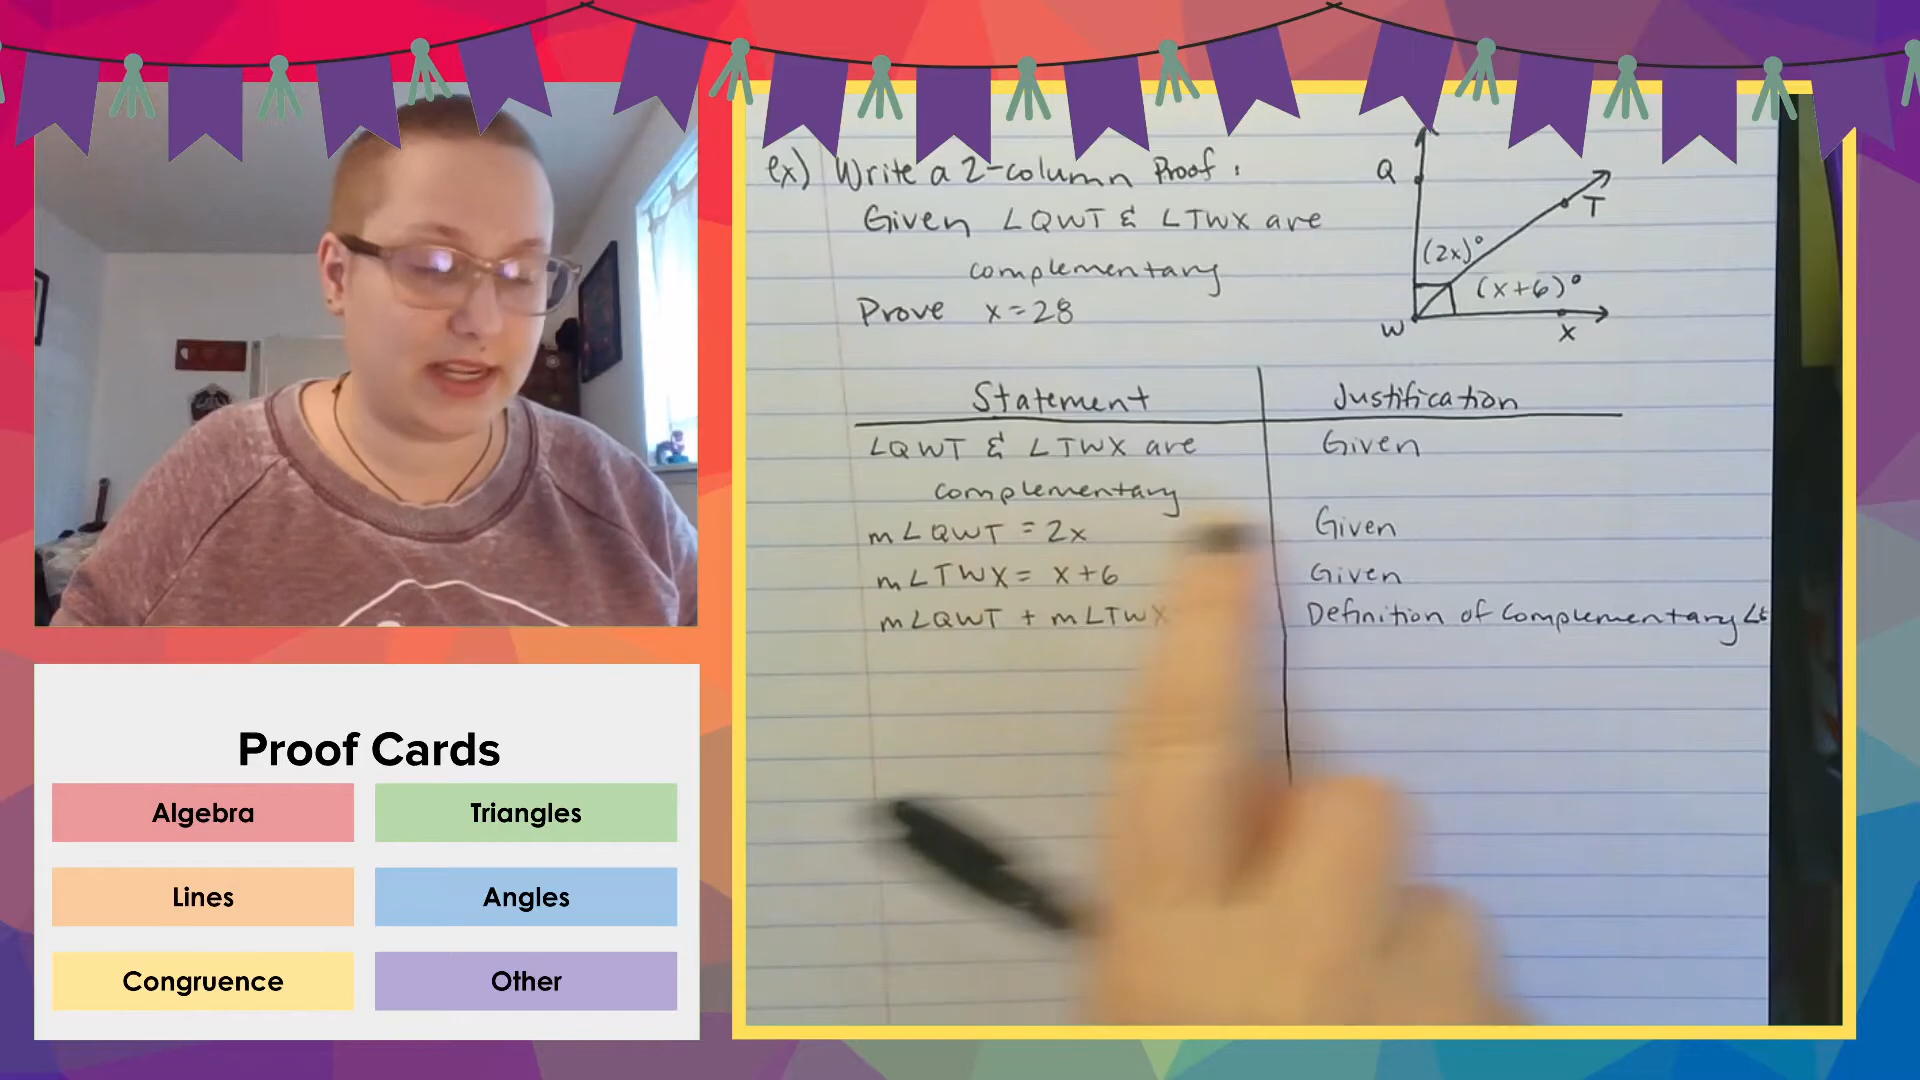 ex) Write a 2-column Proof :
Given ∠QWT & ∠TWX are
complementary
Prove x=28
Q
T
(2x)°
(x+6)°
W
X
Statement
Justification
∠QWT & ∠TWX are
complementary
Given
m∠QWT = 2x
Given
m∠TWX = x+6
Given
m∠QWT + m∠TWX
Definition of Complementary ∠s
Proof Cards
Algebra
Triangles
Lines
Angles
Congruence
Other